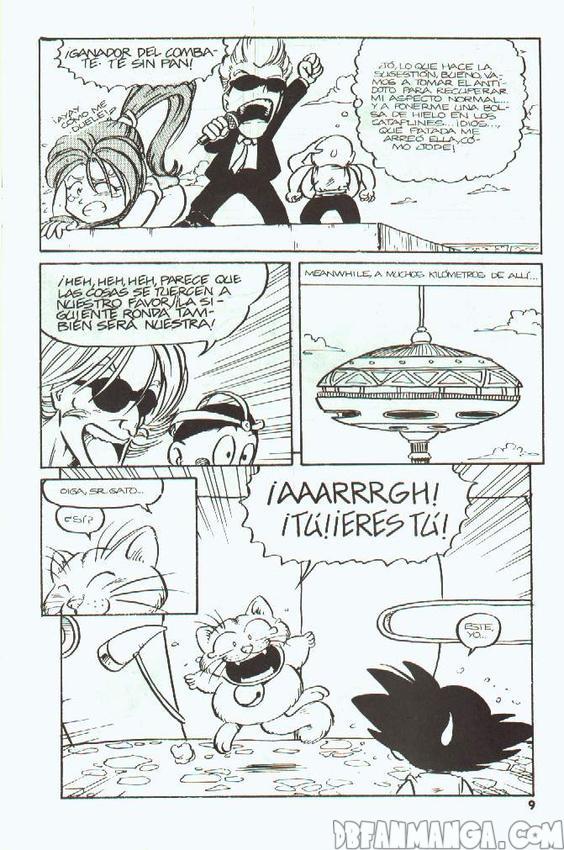 ¡GANADOR DEL COMBA-
TE: TE SIN PAN!
¡AYAY
COMO ME
DUELE!
¡TÓ, LO QUE HACE LA
SUGESTIÓN, BUENO, VA-
MOS A TOMAR EL ANTÍ-
DOTO PARA RECUPERAR
MI ASPECTO NORMAL...
Y A PONERME UNA BOL-
SA DE HIELO EN LOS
CATAPLINES... ¡DIOS...,
QUE PATADA ME
ARREÓ ELLA, CÓ-
MO JODE!
¡HEH, HEH, HEH, PARECE QUE
LAS COSAS SE TUERCEN A
NUESTRO FAVOR! ¡LA SI-
GUIENTE RONDA TAM-
BIÉN SERÁ NUESTRA!
MEANWHILE, A MUCHOS KILÓMETROS DE ALLÍ...
OIGA, SR. GATO...
¿SÍ?
¡AAARRRGH!
¡TÚ! ¡¡ERES TÚ!
ESTE,
YO...
9
DBFANMANGA.COM